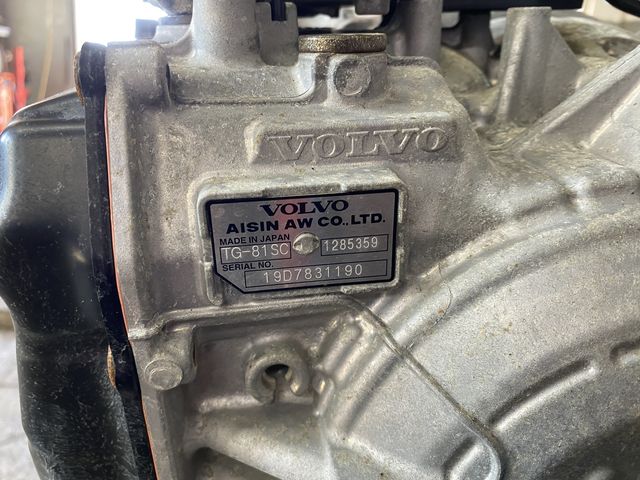 VOLVO
VOLVO
AISIN AW CO.,LTD.
MADE IN JAPAN
TG-81SC 1285359
SERIAL NO.
19D7831190